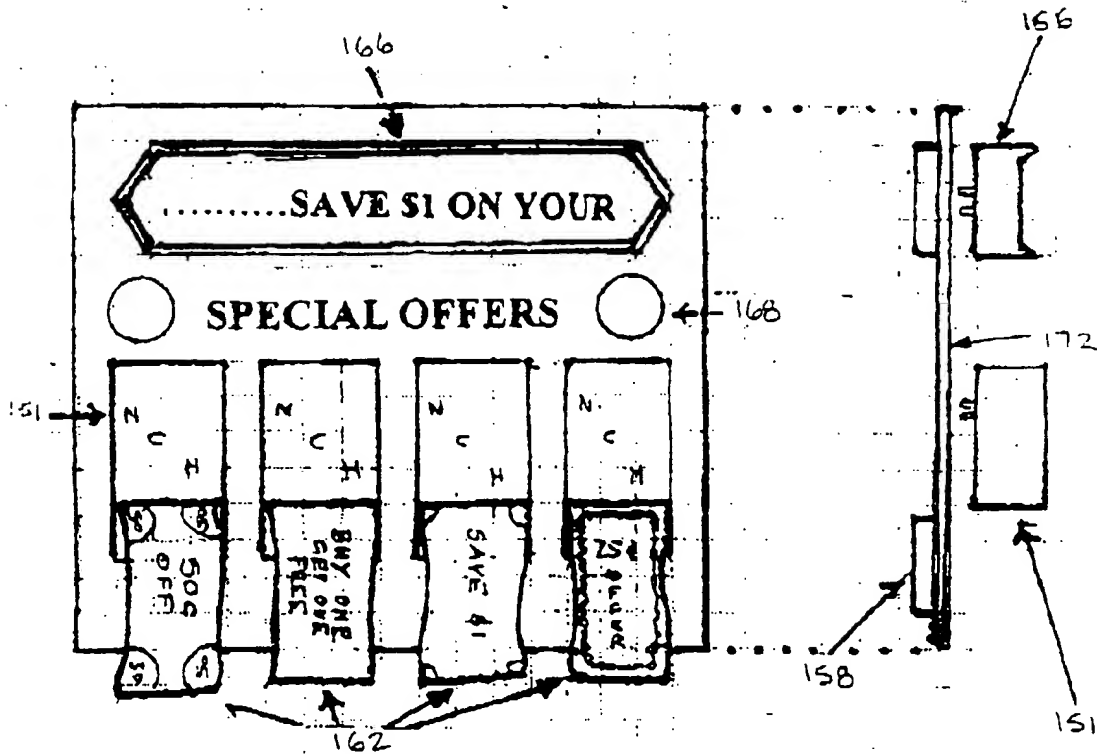 166
155
..........SAVE $1 ON YOUR
SPECIAL OFFERS
168
172
151
N C H
N C H
N C H
N C H
50¢ OFF
BUY ONE GET ONE FREE
SAVE $1
158
151
162